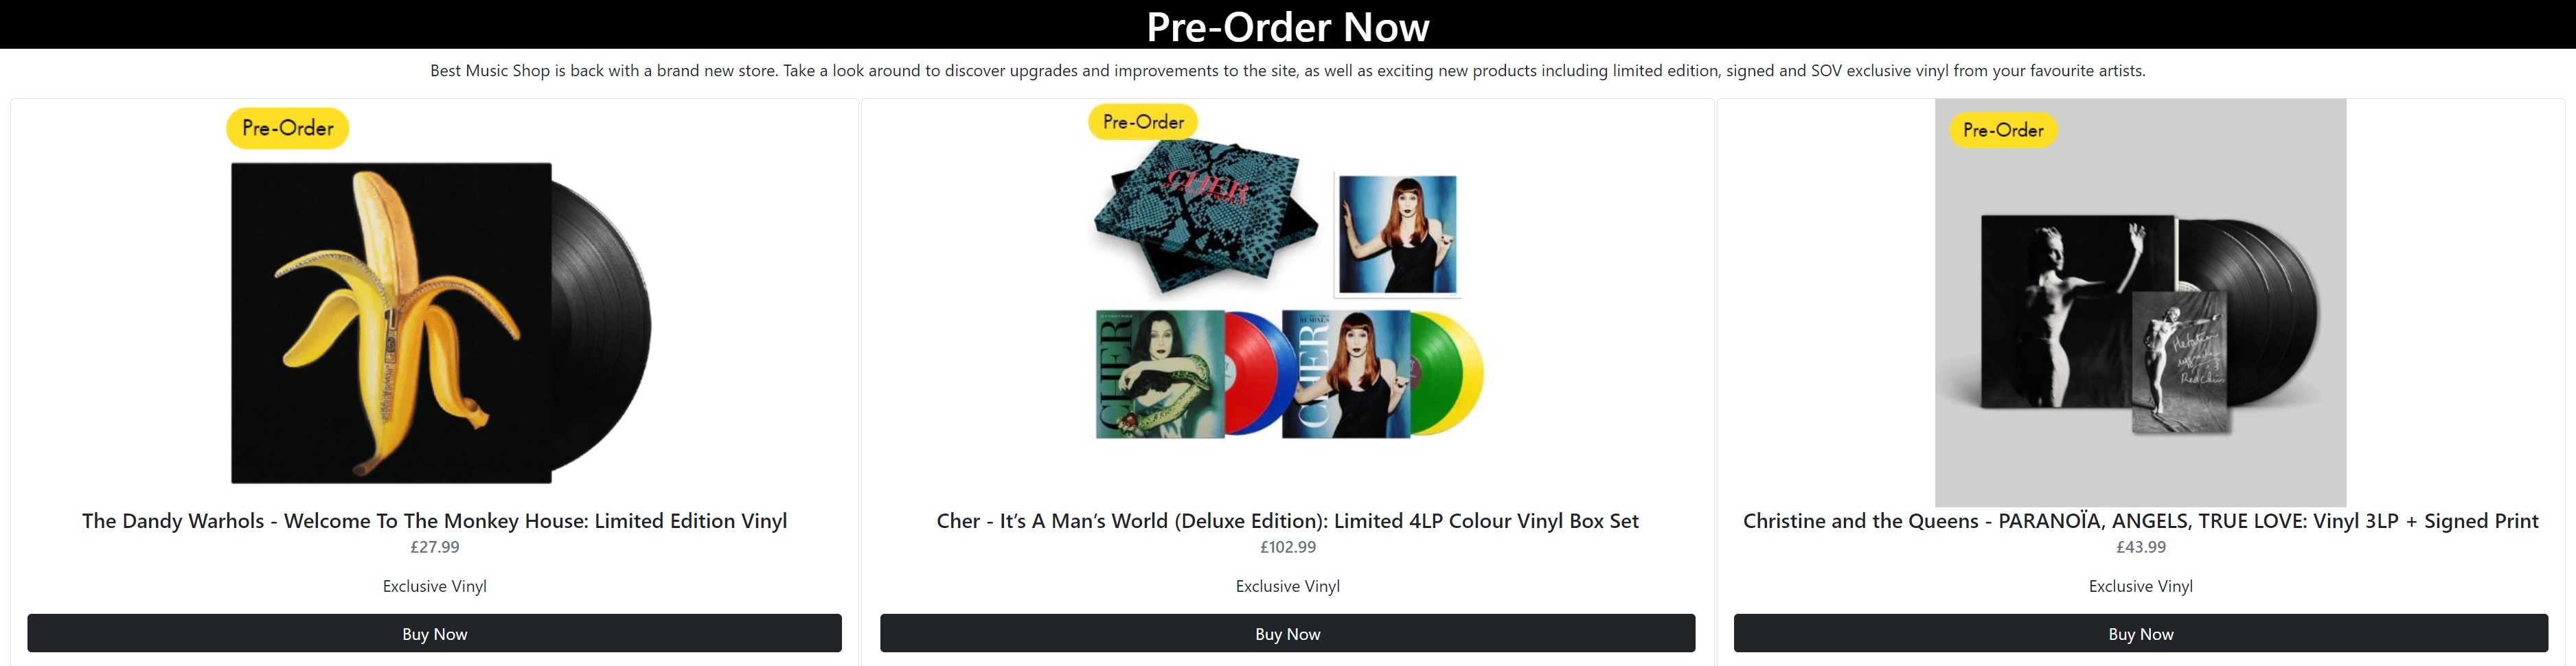 Pre-Order Now
Best Music Shop is back with a brand new store. Take a look around to discover upgrades and improvements to the site, as well as exciting new products including limited edition, signed and SOV exclusive vinyl from your favourite artists.
Pre-Order
The Dandy Warhols - Welcome To The Monkey House: Limited Edition Vinyl
£27.99
Exclusive Vinyl
Buy Now
Pre-Order
CHER
CHER
CHER
Cher - It’s A Man’s World (Deluxe Edition): Limited 4LP Colour Vinyl Box Set
£102.99
Exclusive Vinyl
Buy Now
Pre-Order
Christine and the Queens - PARANOÏA, ANGELS, TRUE LOVE: Vinyl 3LP + Signed Print
£43.99
Exclusive Vinyl
Buy Now